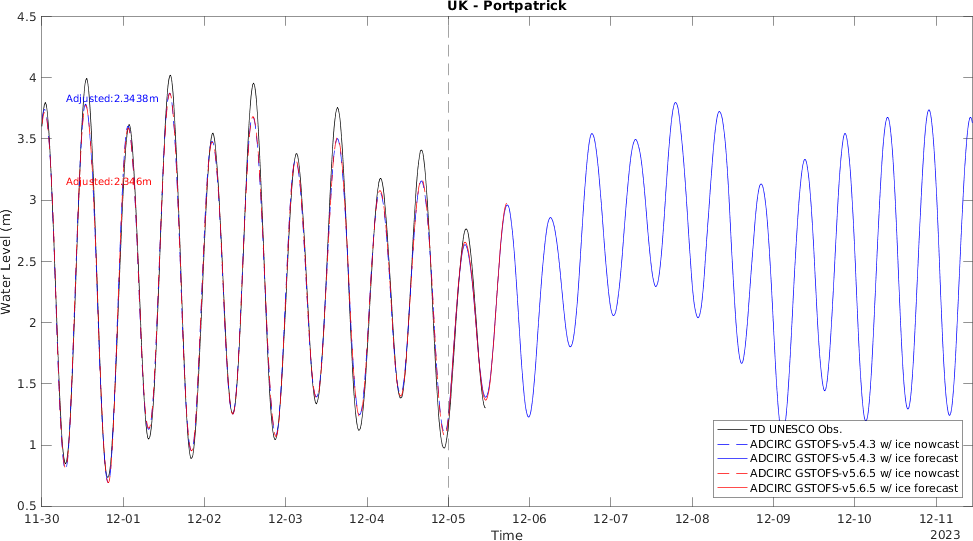 UK - Portpatrick
4.5
4
3.5
3
2.5
2
1.5
1
0.5
Water Level (m)
Adjusted:2.3438m
Adjusted:2.346m
TD UNESCO Obs.
ADCIRC GSTOFS-v5.4.3 w/ ice nowcast
ADCIRC GSTOFS-v5.4.3 w/ ice forecast
ADCIRC GSTOFS-v5.6.5 w/ ice nowcast
ADCIRC GSTOFS-v5.6.5 w/ ice forecast
11-30 12-01 12-02 12-03 12-04 12-05 12-06 12-07 12-08 12-09 12-10 12-11
2023
Time